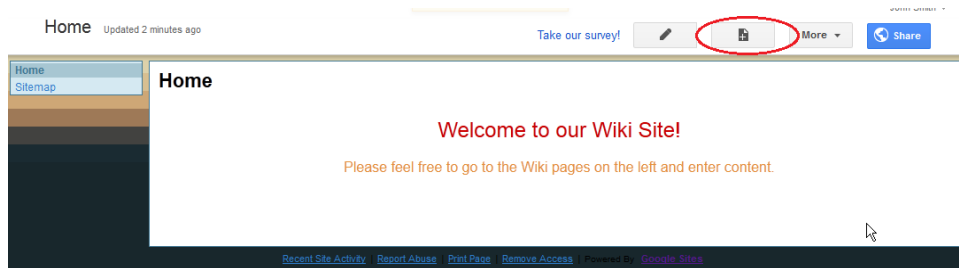 John Smith
Home Updated 2 minutes ago Take our survey! More Share
Home
Sitemap
Home
Welcome to our Wiki Site!
Please feel free to go to the Wiki pages on the left and enter content.
Recent Site Activity | Report Abuse | Print Page | Remove Access | Powered By Google Sites